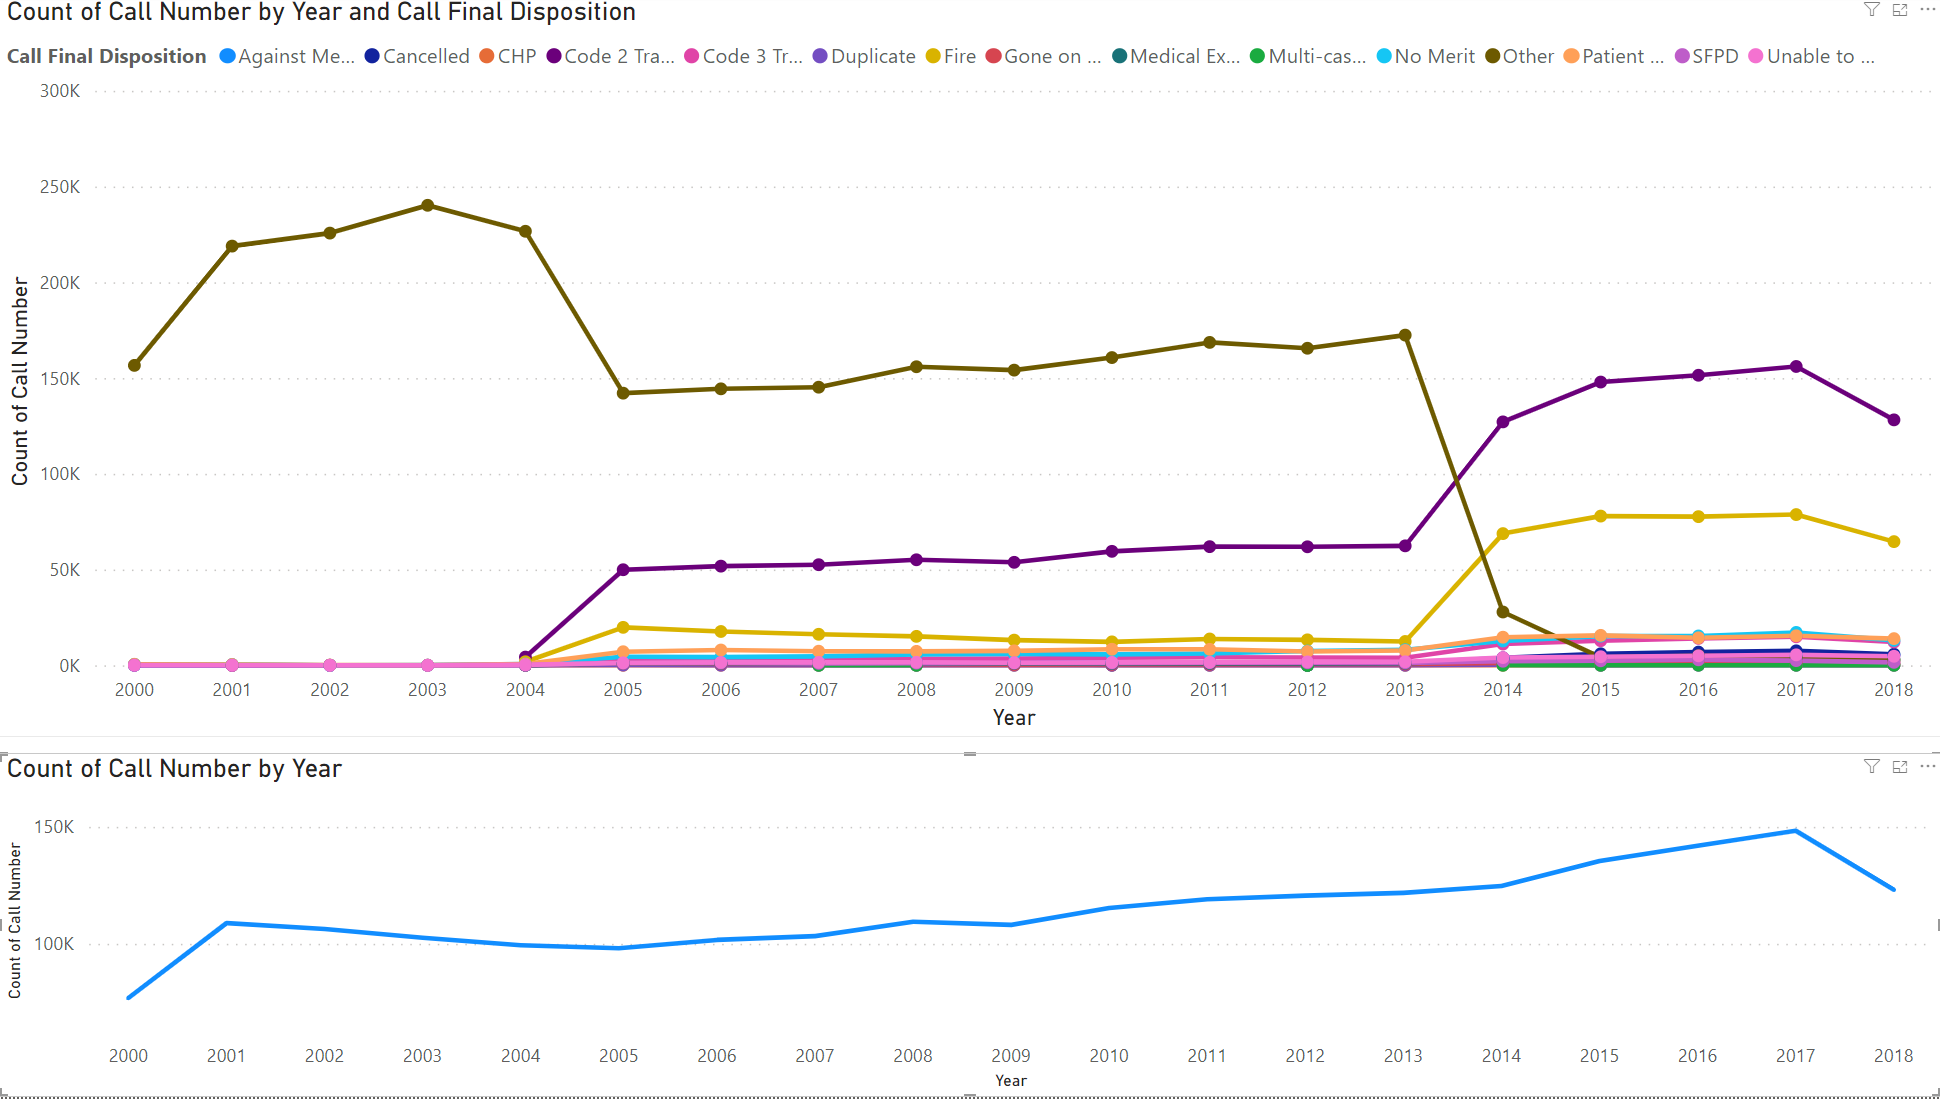 Count of Call Number by Year and Call Final Disposition
Call Final Disposition Against Me... Cancelled CHP Code 2 Tra... Code 3 Tr... Duplicate Fire Gone on ... Medical Ex... Multi-cas... No Merit Other Patient ... SFPD Unable to ...
300K
250K
200K
150K
100K
50K
0K
Count of Call Number
2000 2001 2002 2003 2004 2005 2006 2007 2008 2009 2010 2011 2012 2013 2014 2015 2016 2017 2018
Year
Count of Call Number by Year
150K
100K
Count of Call Number
2000 2001 2002 2003 2004 2005 2006 2007 2008 2009 2010 2011 2012 2013 2014 2015 2016 2017 2018
Year